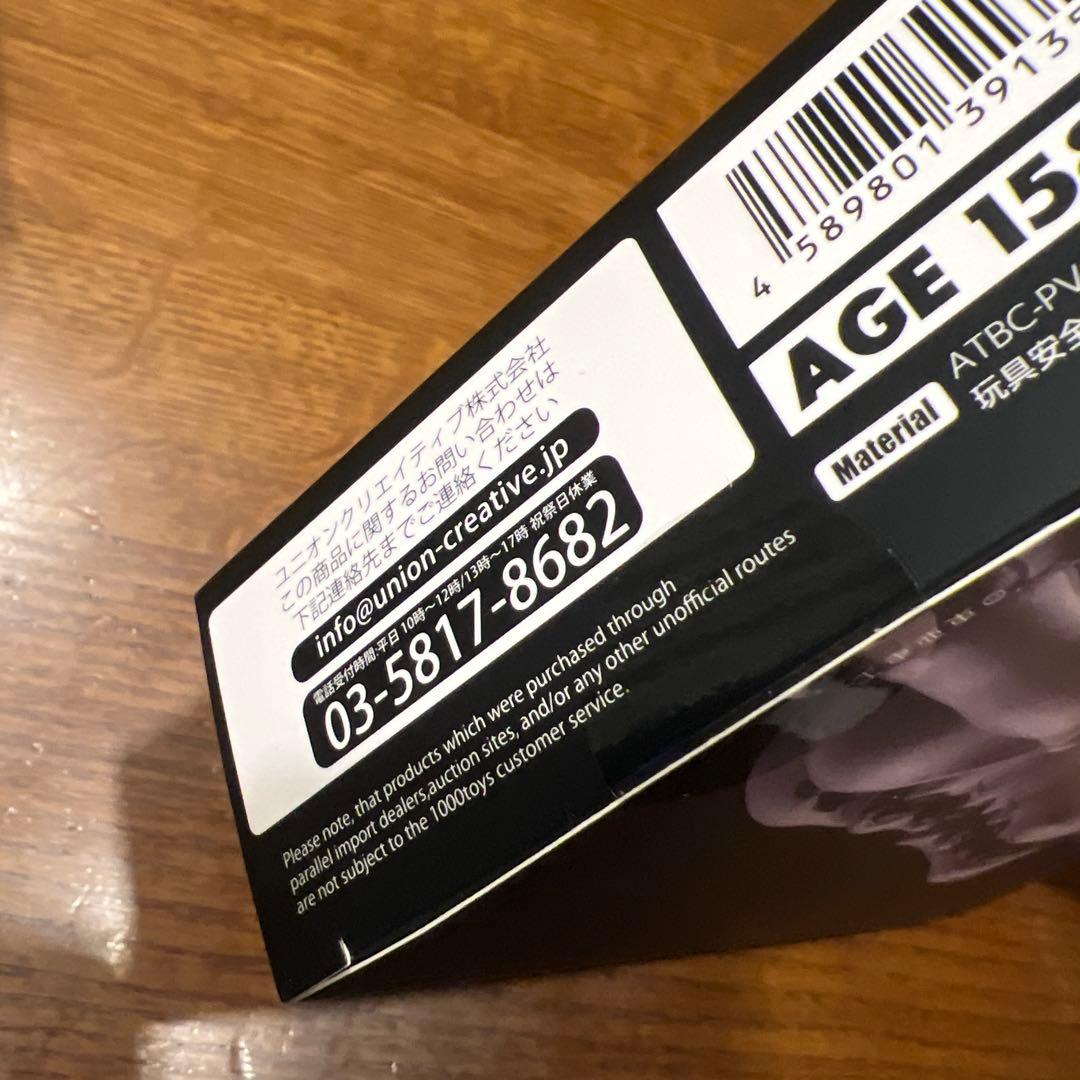 4 589801 3913
AGE 15
Material
ATBC-PV
玩具安全
ユニオンクリエイティブ株式会社
この商品に関するお問い合わせは
下記連絡先までご連絡ください
info@union-creative.jp
電話受付時間:平日 10時～12時/13時～17時 祝祭日休業
03-5817-8682
Please note, that products which were purchased through
parallel import dealers,auction sites, and/or any other unofficial routes
are not subject to the 1000toys customer service.